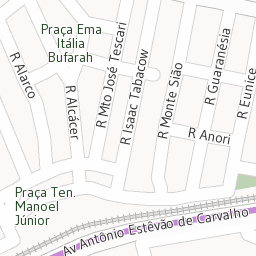 Praça Ema
Itália
Bufarah
R Alarco
R Alcácer
R Mto José Tescari
R Isaac Tabacow
R Monte Sião
R Guaranésia
R Eunice
R Anori
Praça Ten.
Manoel
Júnior
Av Antônio Estêvão de Carvalho